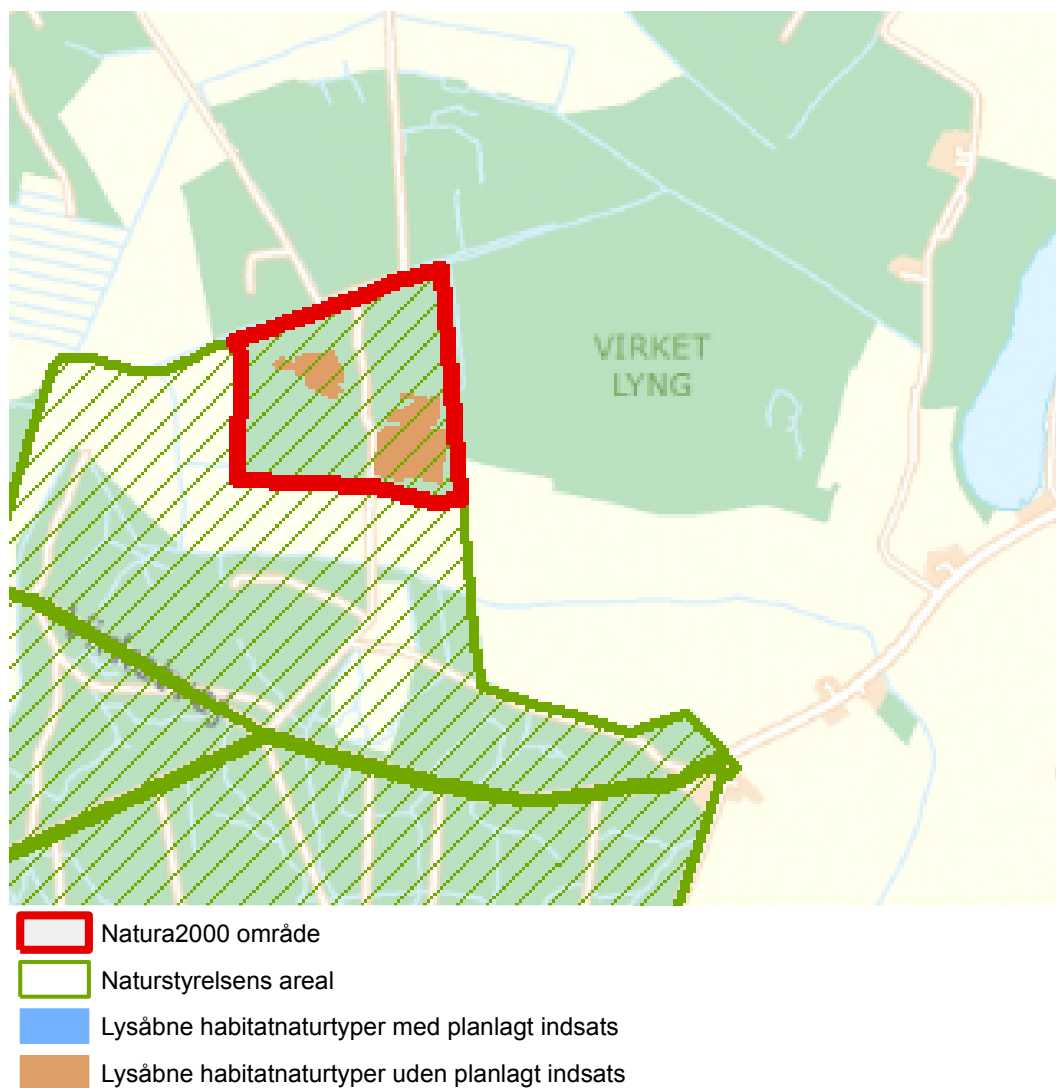 VIRKET
LYNG
Natura2000 område
Naturstyrelsens areal
Lysåbne habitatnaturtyper med planlagt indsats
Lysåbne habitatnaturtyper uden planlagt indsats